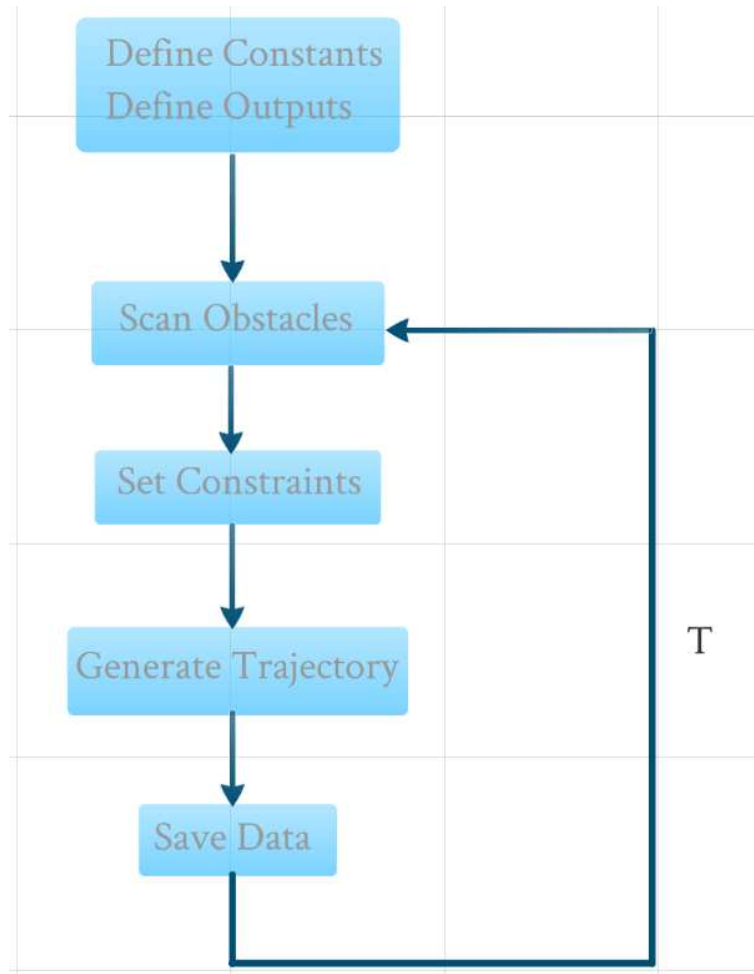 Define Constants
Define Outputs
Scan Obstacles
Set Constraints
Generate Trajectory
T
Save Data